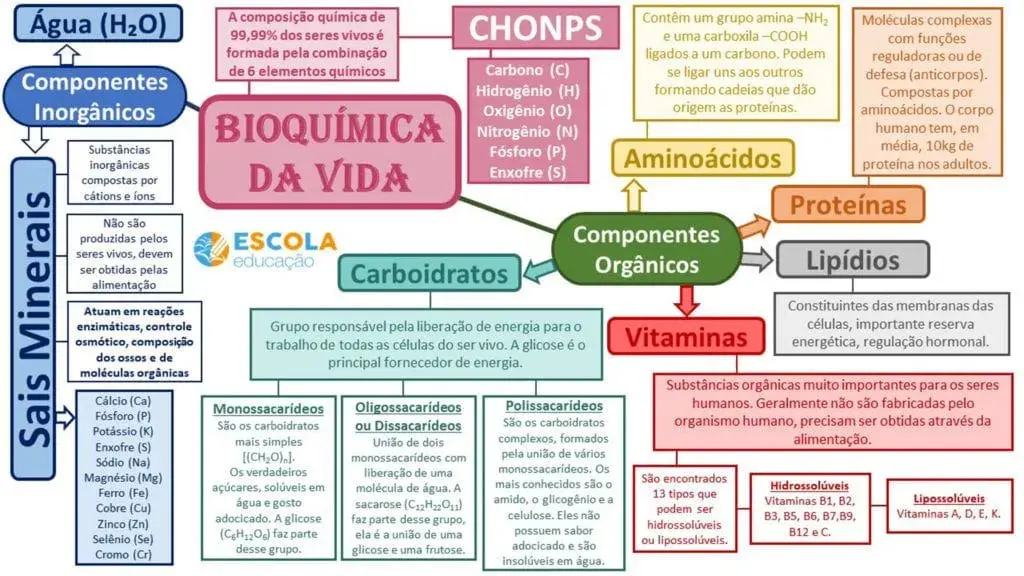 Água (H₂O)
Componentes
Inorgânicos
Sais Minerais
Substâncias
inorgânicas
compostas por
cátions e íons
Não são
produzidas pelos
seres vivos, devem
ser obtidas pelas
alimentação
Atuam em reações
enzimáticas, controle
osmótico, composição
dos ossos e de
moléculas orgânicas
Cálcio (Ca)
Fósforo (P)
Potássio (K)
Enxofre (S)
Sódio (Na)
Magnésio (Mg)
Ferro (Fe)
Cobre (Cu)
Zinco (Zn)
Selênio (Se)
Cromo (Cr)
A composição química de
99,99% dos seres vivos é
formada pela combinação
de 6 elementos químicos
CHONPS
Carbono (C)
Hidrogênio (H)
Oxigênio (O)
Nitrogênio (N)
Fósforo (P)
Enxofre (S)
BIOQUÍMICA
DA VIDA
ESCOLA
educação
Componentes
Orgânicos
Contêm um grupo amina –NH₂
e uma carboxila –COOH
ligados a um carbono. Podem
se ligar uns aos outros
formando cadeias que dão
origem as proteínas.
Aminoácidos
Moléculas complexas
com funções
reguladoras ou de
defesa (anticorpos).
Compostas por
aminoácidos. O corpo
humano tem, em
média, 10kg de
proteína nos adultos.
Proteínas
Lipídios
Constituintes das membranas das
células, importante reserva
energética, regulação hormonal.
Carboidratos
Grupo responsável pela liberação de energia para o
trabalho de todas as células do ser vivo. A glicose é o
principal fornecedor de energia.
Monossacarídeos
São os carboidratos
mais simples
[(CH₂O)ₙ].
Os verdadeiros
açúcares, solúveis em
água e gosto
adocicado. A glicose
(C₆H₁₂O₆) faz parte
desse grupo.
Oligossacarídeos
ou Dissacarídeos
União de dois
monossacarídeos com
liberação de uma
molécula de água. A
sacarose (C₁₂H₂₂O₁₁)
faz parte desse grupo,
ela é a união de uma
glicose e uma frutose.
Polissacarídeos
São os carboidratos
complexos, formados
pela união de vários
monossacarídeos. Os
mais conhecidos são o
amido, o glicogênio e a
celulose. Eles não
possuem sabor
adocicado e são
insolúveis em água.
Vitaminas
Substâncias orgânicas muito importantes para os seres
humanos. Geralmente não são fabricadas pelo
organismo humano, precisam ser obtidas através da
alimentação.
São encontrados
13 tipos que
podem ser
hidrossolúveis
ou lipossolúveis.
Hidrossolúveis
Vitaminas B1, B2,
B3, B5, B6, B7,B9,
B12 e C.
Lipossolúveis
Vitaminas A, D, E, K.